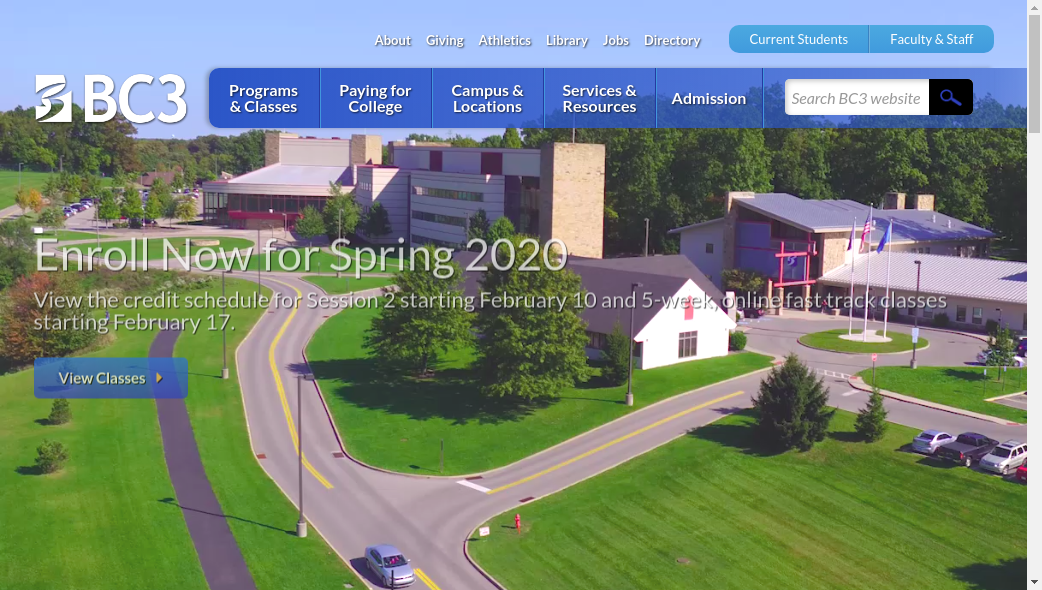 About Giving Athletics Library Jobs Directory Current Students Faculty & Staff
BC3
Programs
& Classes
Paying for
College
Campus &
Locations
Services &
Resources
Admission
Search BC3 website
Enroll Now for Spring 2020
View the credit schedule for Session 2 starting February 10 and 5-week, online fast track classes
starting February 17.
View Classes